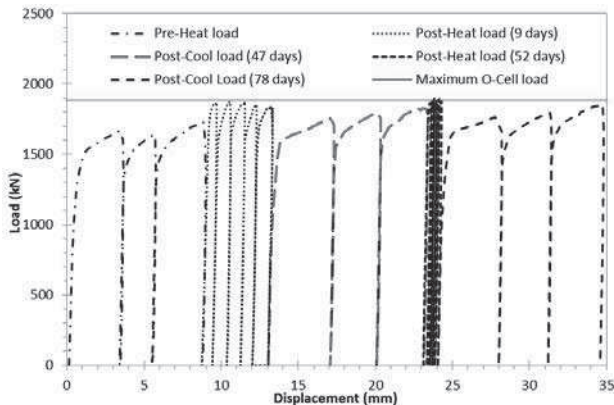 2500
Pre-Heat load
Post-Heat load (9 days)
Post-Cool load (47 days)
Post-Heat load (52 days)
Post-Cool Load (78 days)
Maximum O-Cell load
2000
1500
1000
500
0
Load (kN)
0 5 10 15 20 25 30 35
Displacement (mm)